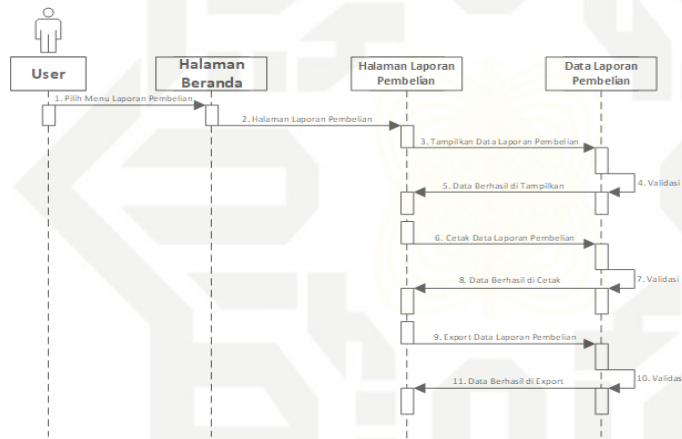 User
Halaman
Beranda
Halaman Laporan
Pembelian
Data Laporan
Pembelian
1. Pilih Menu Laporan Pembelian
2. Halaman Laporan Pembelian
3. Tampilkan Data Laporan Pembelian
4. Validasi
5. Data Berhasil di Tampilkan
6. Cetak Data Laporan Pembelian
7. Validasi
8. Data Berhasil di Cetak
9. Export Data Laporan Pembelian
10. Validas
11. Data Berhasil di Export